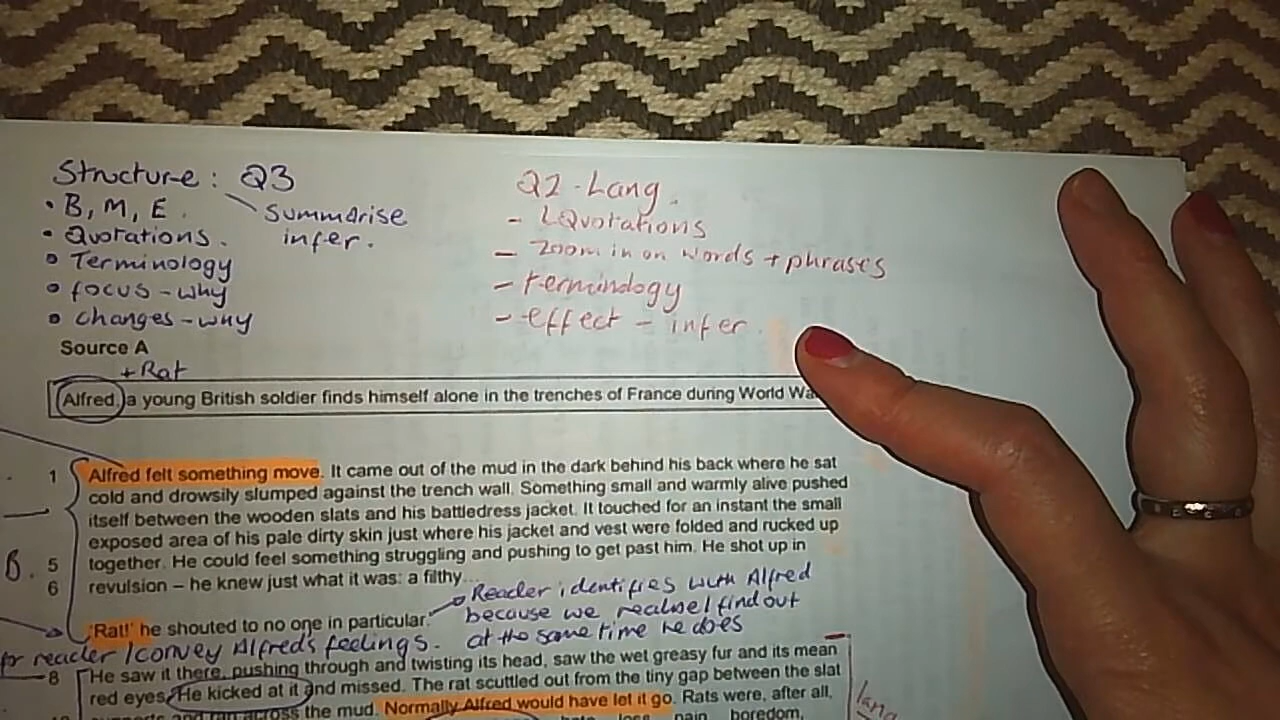 Structure: Q3
• B, M, E.
• Quotations.
• Terminology
• focus - why
• changes - why
Summarise
infer.
Q2 - Lang.
- Quotations
- Zoom in on words + phrases
- terminology
- effect - infer
Source A
+ Rat
Alfred, a young British soldier finds himself alone in the trenches of France during World
1 Alfred felt something move. It came out of the mud in the dark behind his back where he sat
cold and drowsily slumped against the trench wall. Something small and warmly alive pushed
itself between the wooden slats and his battledress jacket. It touched for an instant the small
exposed area of his pale dirty skin just where his jacket and vest were folded and rucked up
B. 5 together. He could feel something struggling and pushing to get past him. He shot up in
6 revulsion – he knew just what it was: a filthy...
Reader identifies with Alfred
because we realise/find out
at the same time he does
'Rat!' he shouted to no one in particular.
for reader / convey Alfred's feelings.
8 He saw it there, pushing through and twisting its head, saw the wet greasy fur and its mean
red eyes. He kicked at it and missed. The rat scuttled out from the tiny gap between the slat
the mud. Normally Alfred would have let it go. Rats were, after all,
pain boredom,
lang